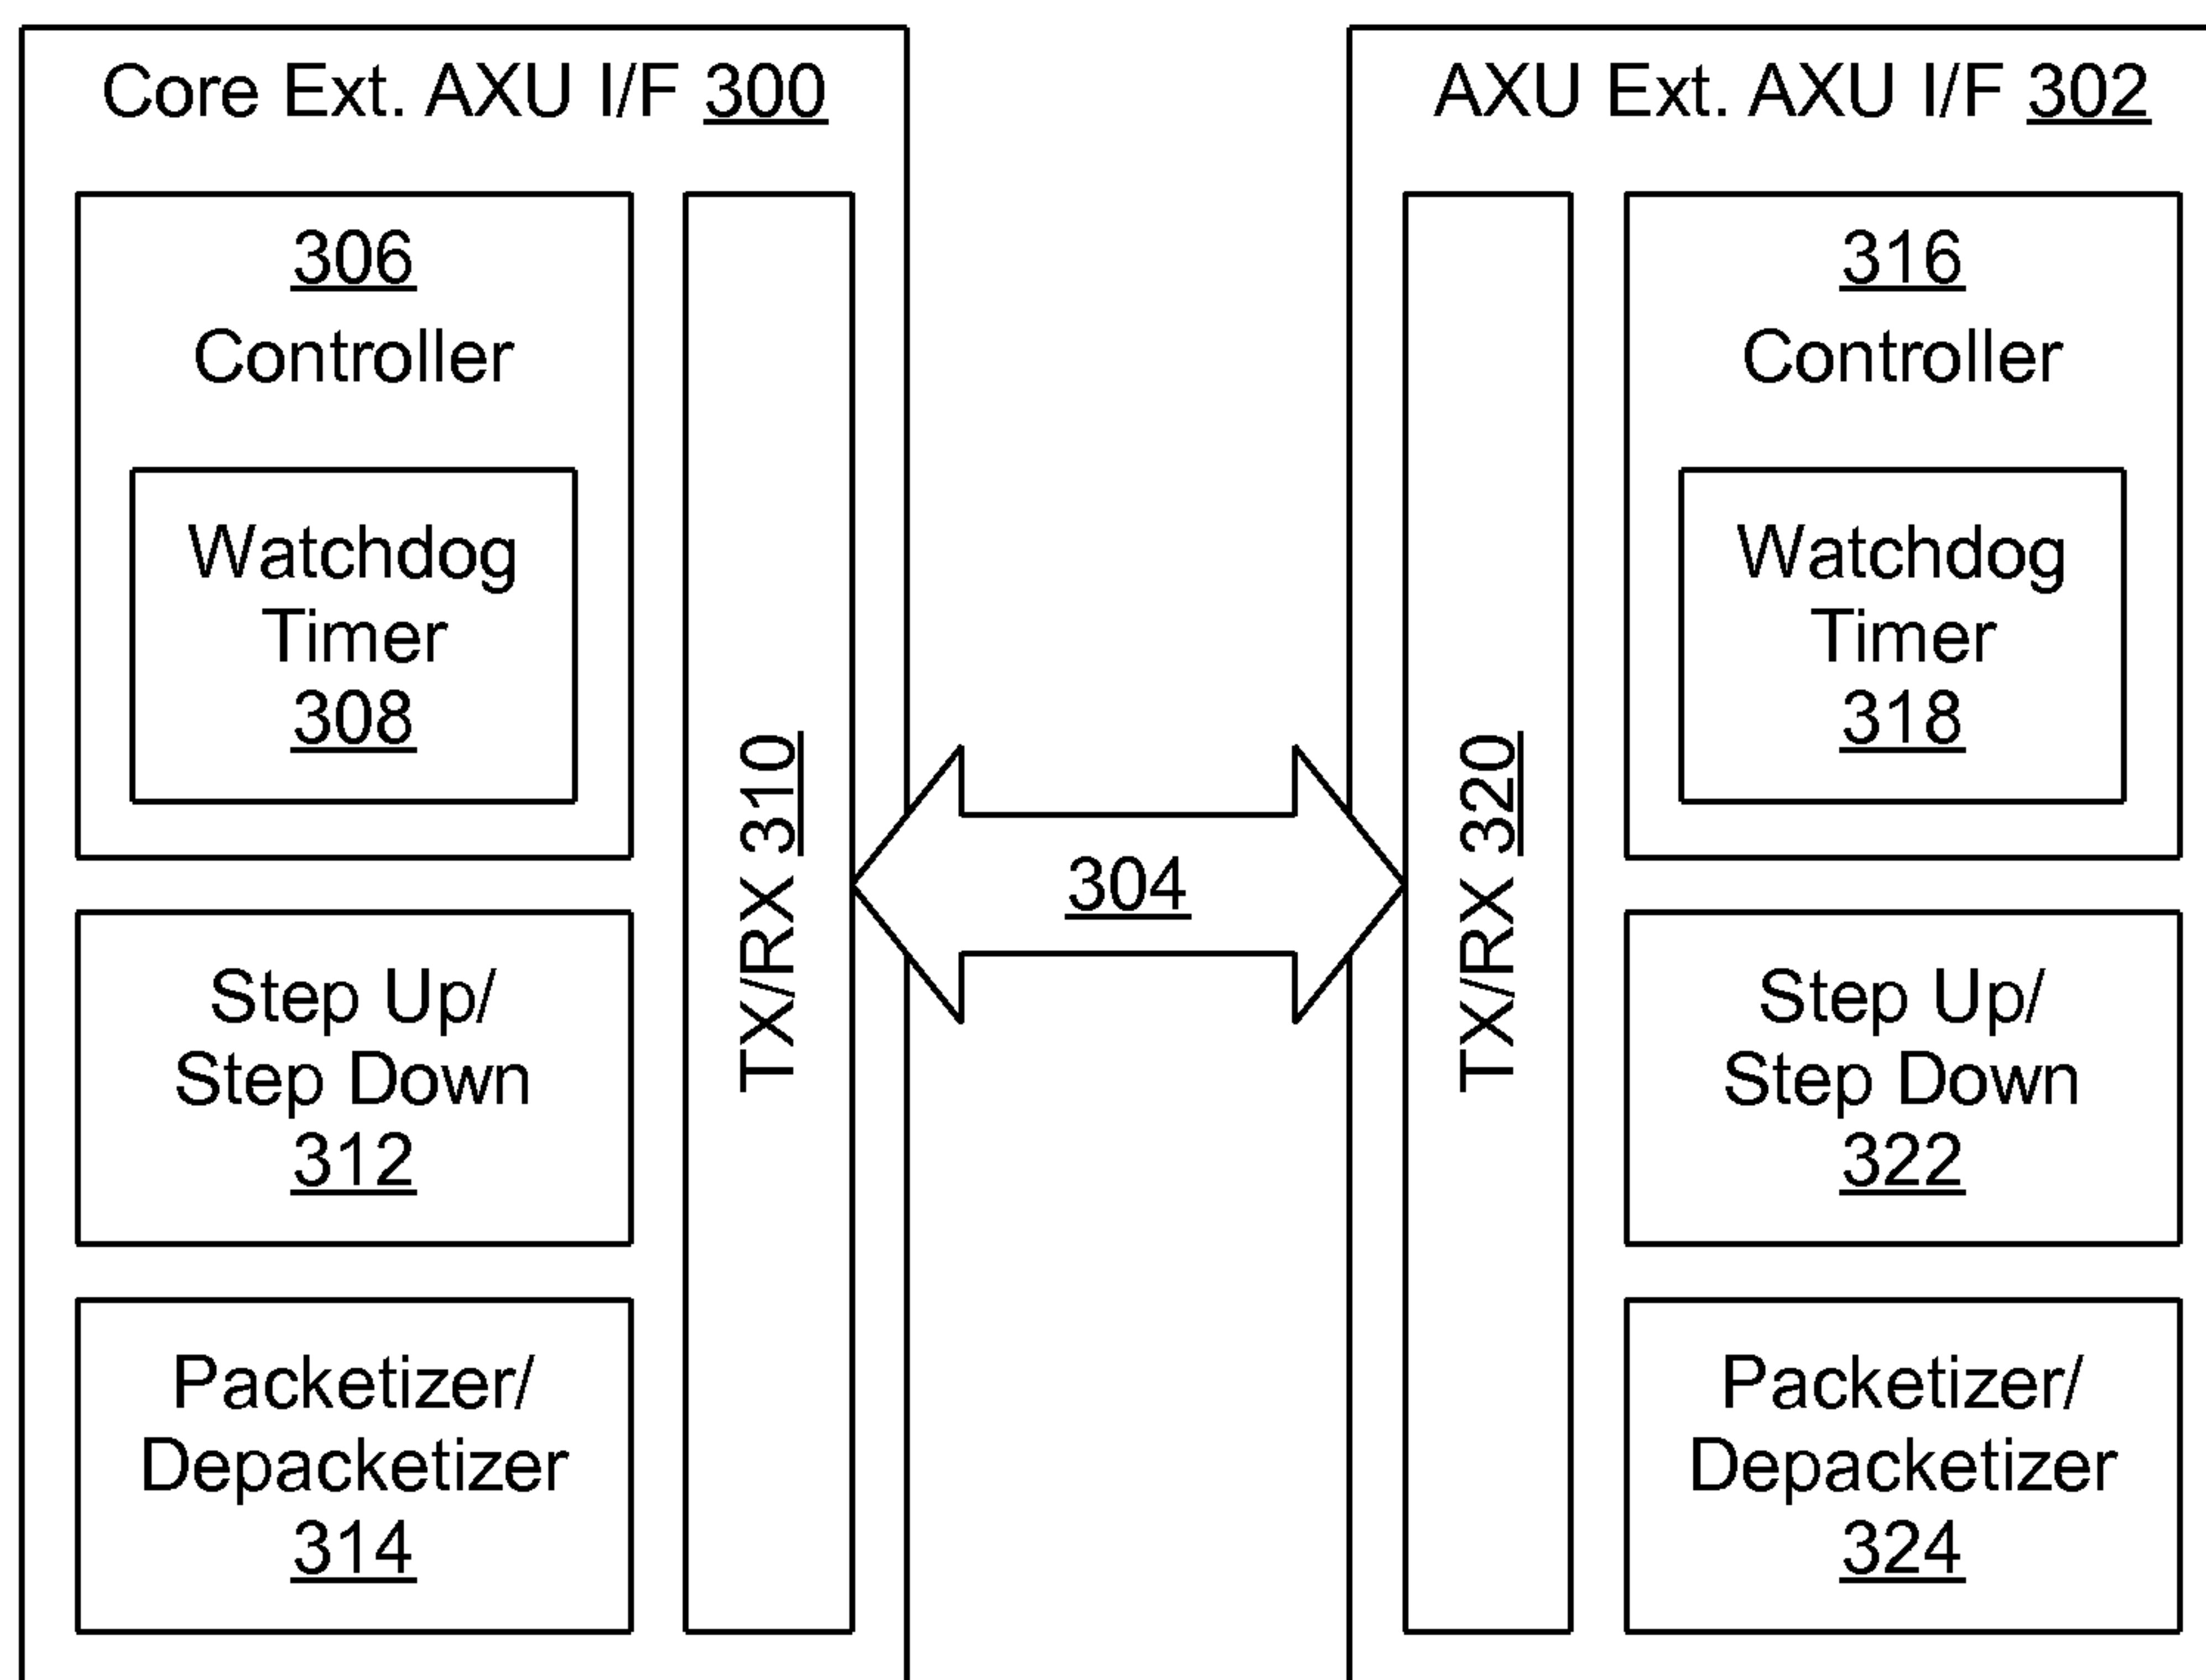 Core Ext. AXU I/F 300
306
Controller
Watchdog
Timer
308
TX/RX 310
Step Up/
Step Down
312
Packetizer/
Depacketizer
314
304
AXU Ext. AXU I/F 302
TX/RX 320
316
Controller
Watchdog
Timer
318
Step Up/
Step Down
322
Packetizer/
Depacketizer
324